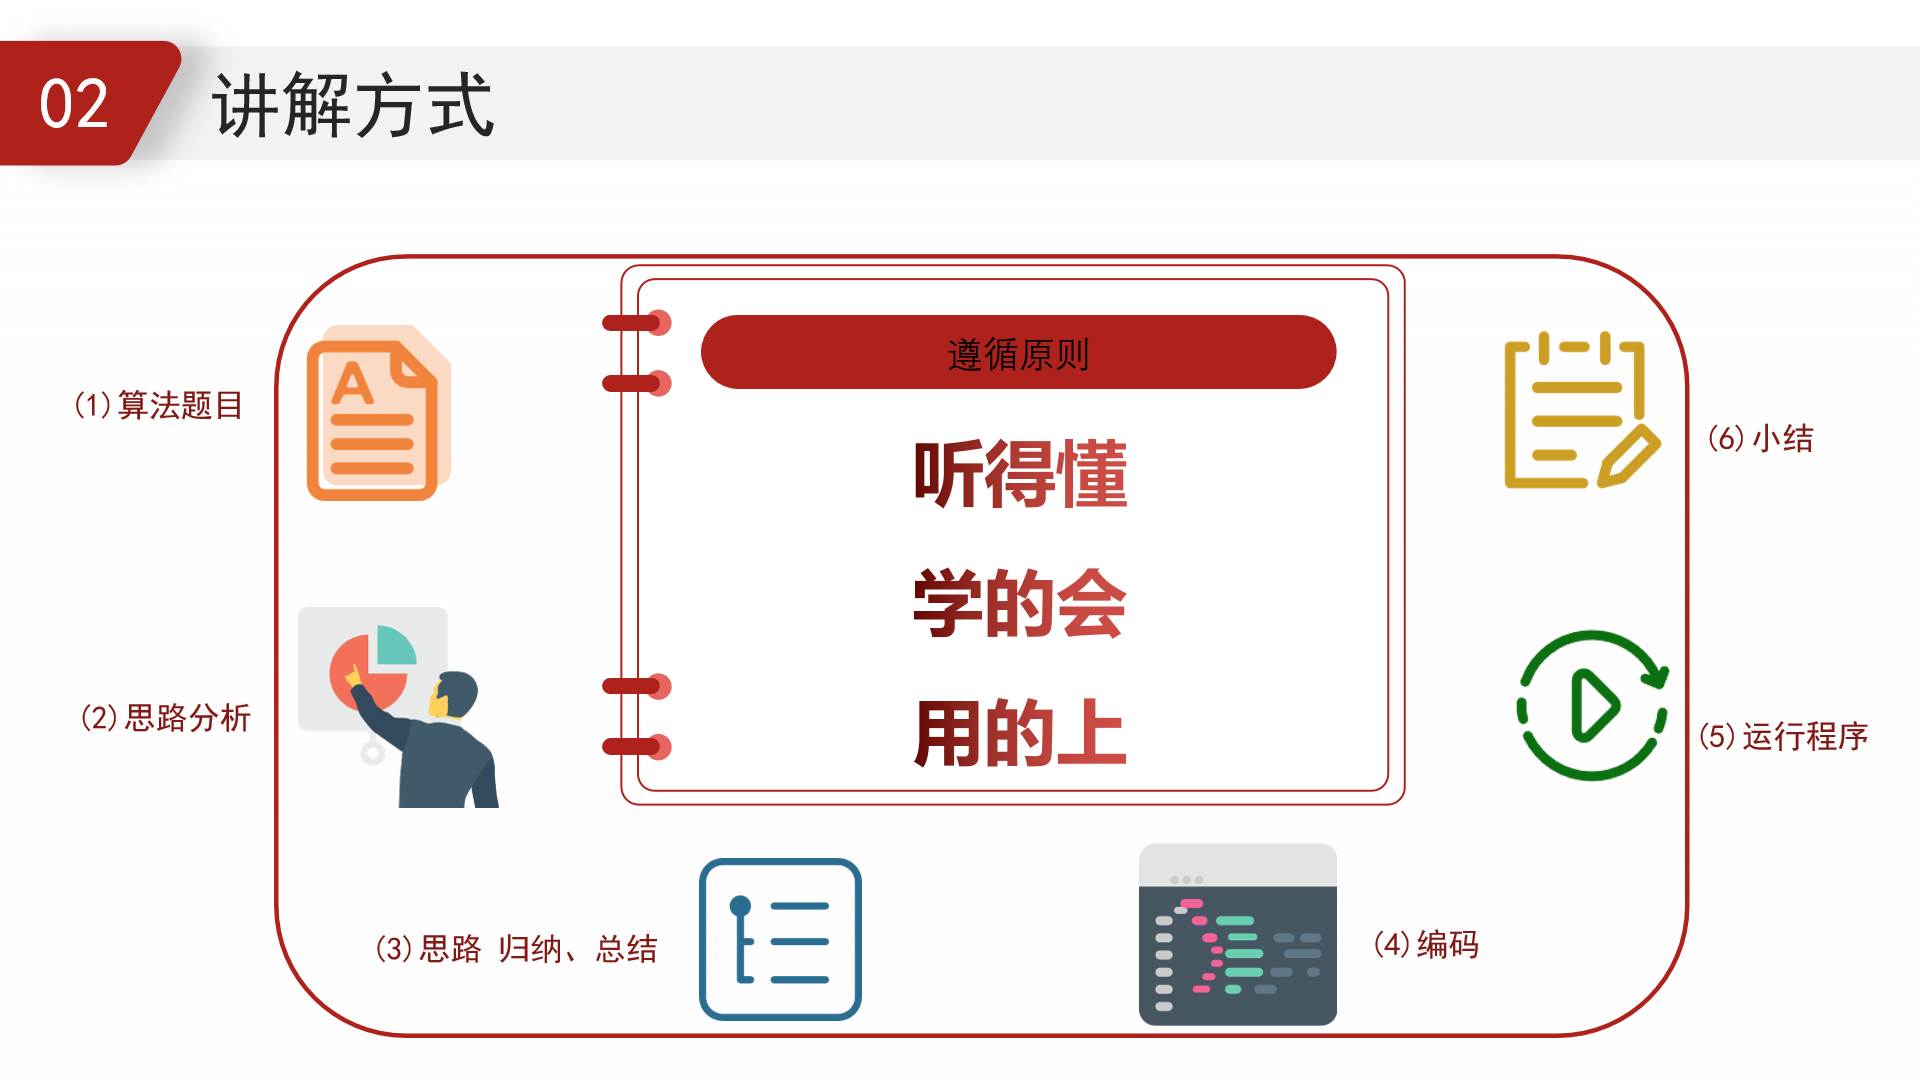 02
讲解方式
遵循原则
听得懂
学的会
用的上
(1) 算法题目
A
(2) 思路分析
(3) 思路 归纳、总结
(4) 编码
(5) 运行程序
(6) 小结